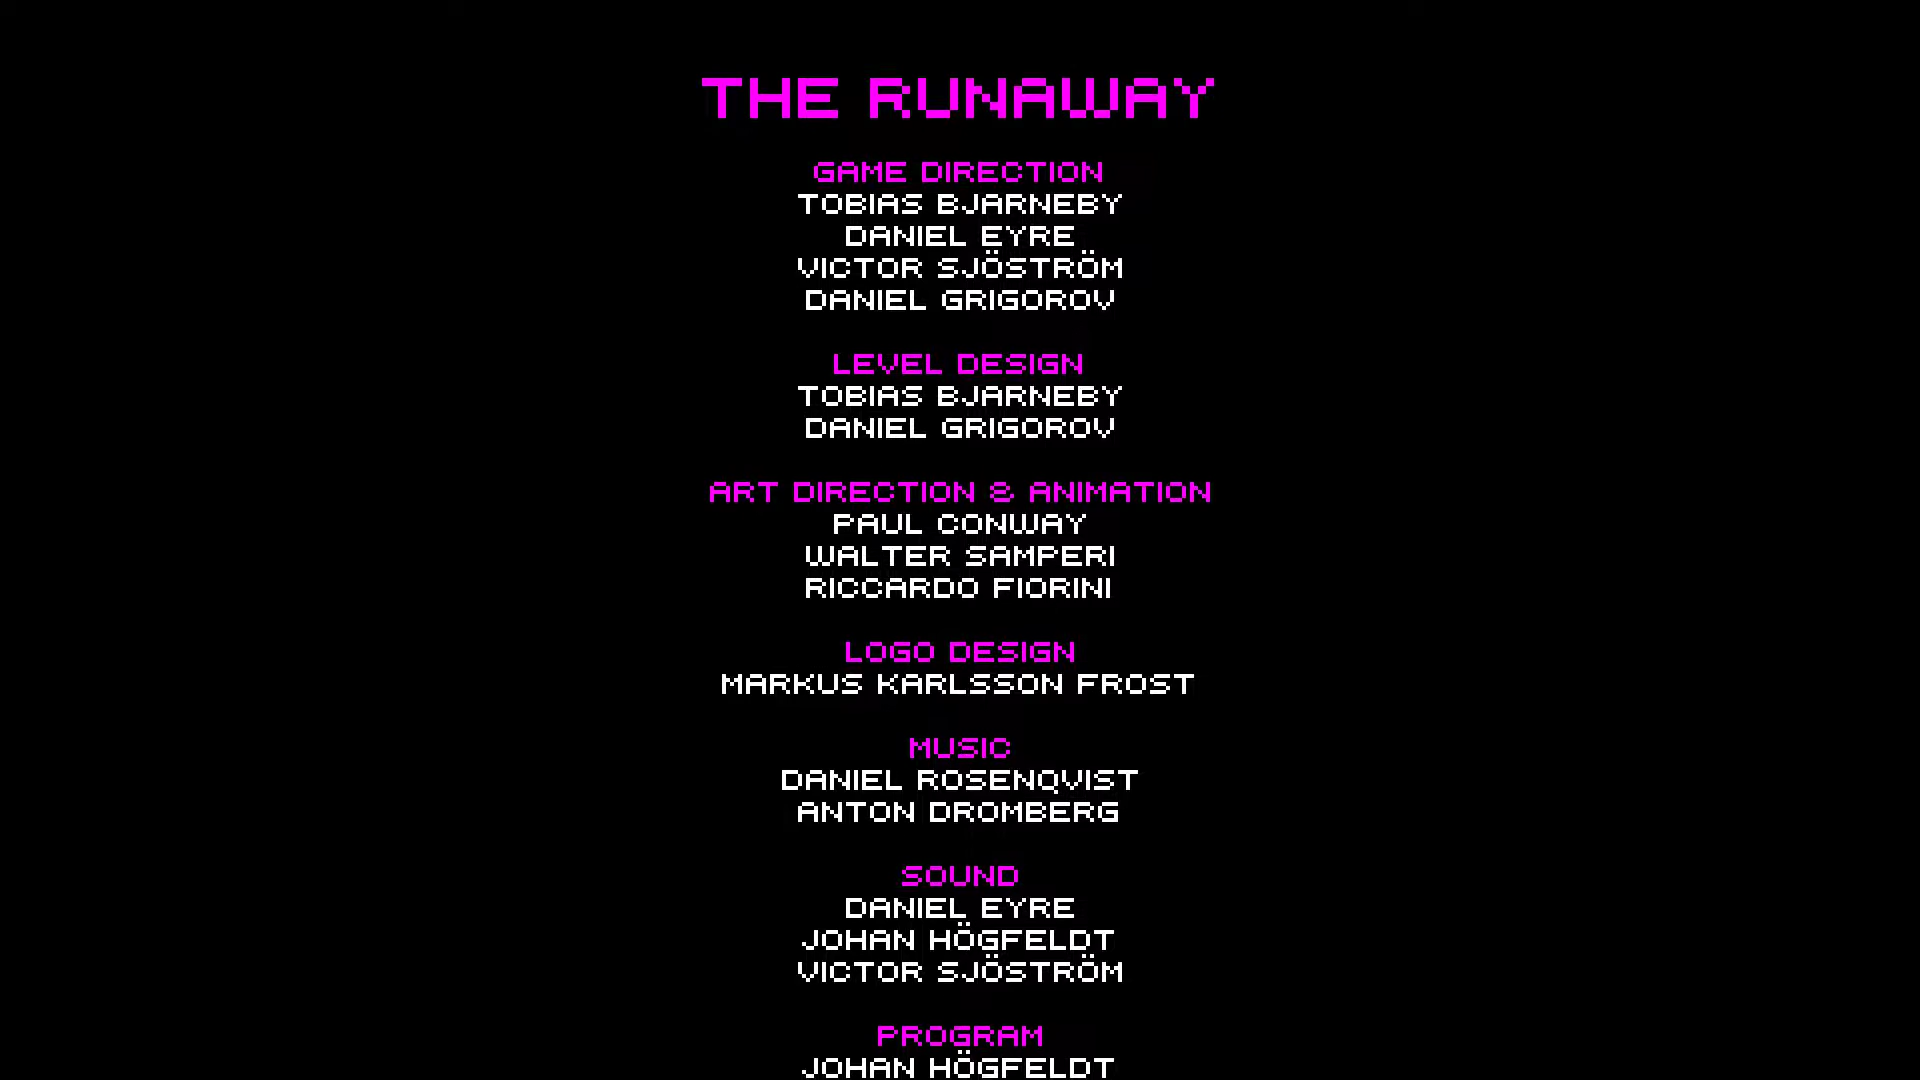 THE RUNAWAY
GAME DIRECTION
TOBIAS BJARNEBY
DANIEL EYRE
VICTOR SJÖSTRÖM
DANIEL GRIGOROV
LEVEL DESIGN
TOBIAS BJARNEBY
DANIEL GRIGOROV
ART DIRECTION & ANIMATION
PAUL CONWAY
WALTER SAMPERI
RICCARDO FIORINI
LOGO DESIGN
MARKUS KARLSSON FROST
MUSIC
DANIEL ROSENQVIST
ANTON DROMBERG
SOUND
DANIEL EYRE
JOHAN HÖGFELDT
VICTOR SJÖSTRÖM
PROGRAM
JOHAN HÖGFELDT